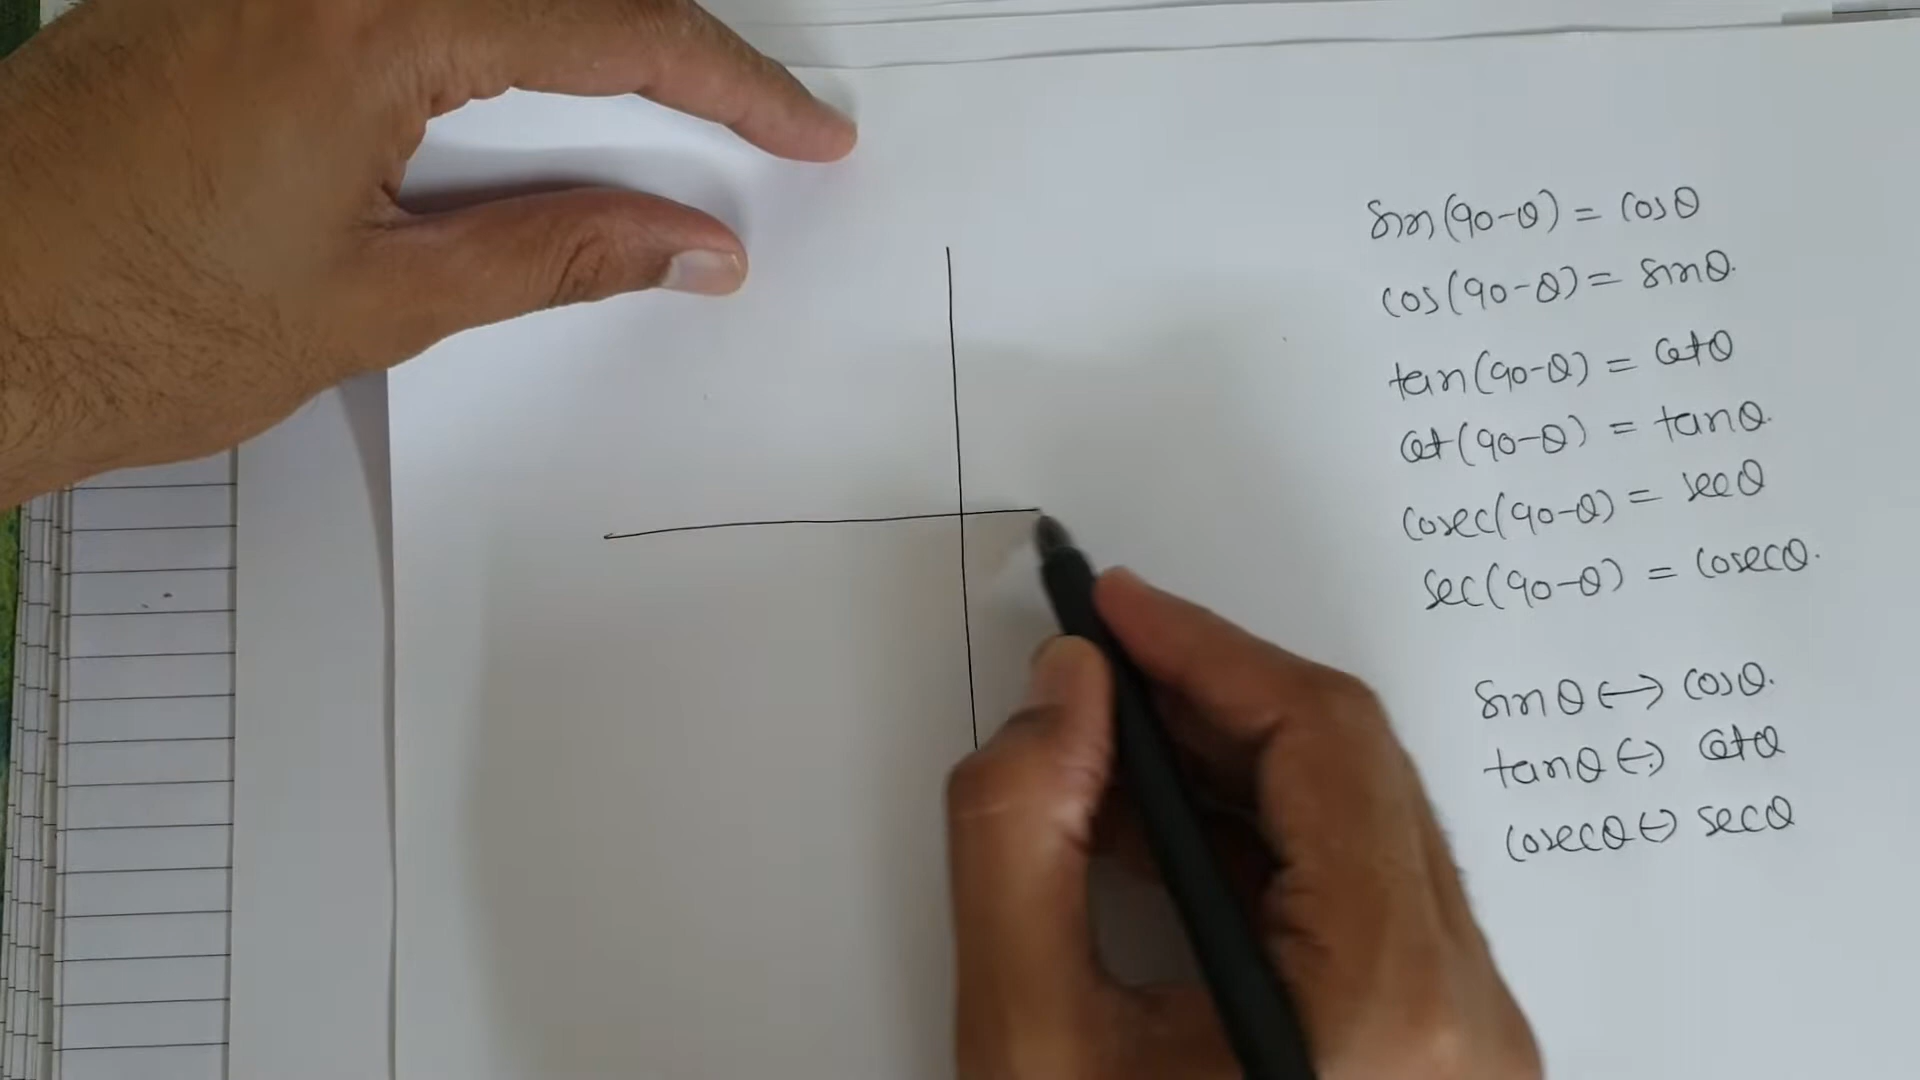 sin(90-θ) = cosθ
cos(90-θ) = sinθ.
tan(90-θ) = cotθ
cot(90-θ) = tanθ.
cosec(90-θ) = secθ
sec(90-θ) = cosecθ.
sinθ ↔ cosθ.
tanθ ↔ cotθ
cosecθ ↔ secθ